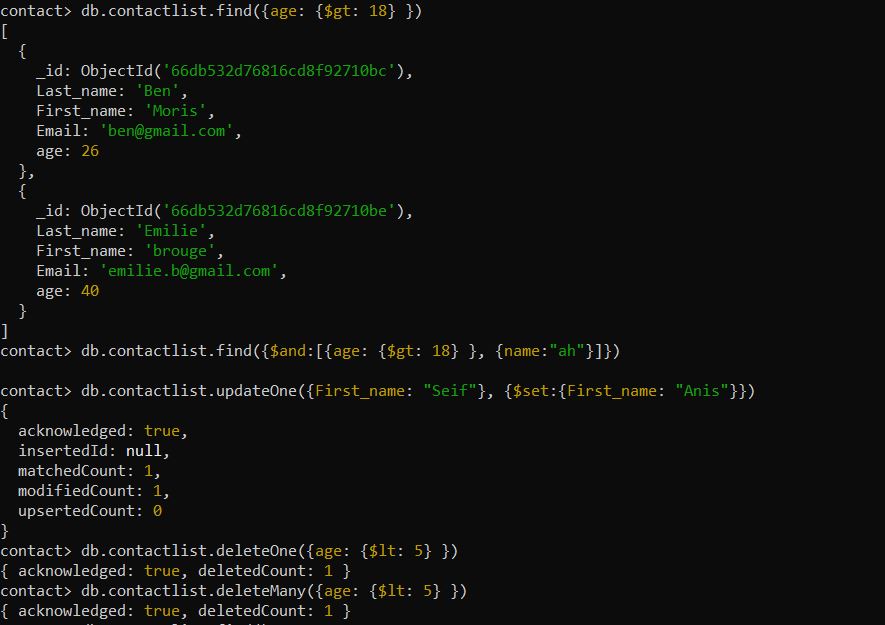 contact> db.contactlist.find({age: {$gt: 18} })
[
  {
    _id: ObjectId('66db532d76816cd8f92710bc'),
    Last_name: 'Ben',
    First_name: 'Moris',
    Email: 'ben@gmail.com',
    age: 26
  },
  {
    _id: ObjectId('66db532d76816cd8f92710be'),
    Last_name: 'Emilie',
    First_name: 'brouge',
    Email: 'emilie.b@gmail.com',
    age: 40
  }
]
contact> db.contactlist.find({$and:[{age: {$gt: 18} }, {name:"ah"}]})
contact> db.contactlist.updateOne({First_name: "Seif"}, {$set:{First_name: "Anis"}})
{
  acknowledged: true,
  insertedId: null,
  matchedCount: 1,
  modifiedCount: 1,
  upsertedCount: 0
}
contact> db.contactlist.deleteOne({age: {$lt: 5} })
{ acknowledged: true, deletedCount: 1 }
contact> db.contactlist.deleteMany({age: {$lt: 5} })
{ acknowledged: true, deletedCount: 1 }